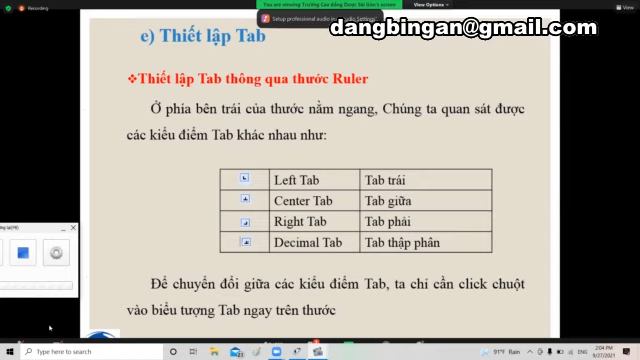 Recording
You are viewing Trường Cao đẳng Dược Sài Gòn's screen
View Options
View
Setup professional audio in Audio Settings
dangbingan@gmail.com
e) Thiết lập Tab
❖Thiết lập Tab thông qua thước Ruler
Ở phía bên trái của thước nằm ngang, Chúng ta quan sát được
các kiểu điểm Tab khác nhau như:
Left Tab Tab trái
Center Tab Tab giữa
Right Tab Tab phải
Decimal Tab Tab thập phân
Để chuyển đổi giữa các kiểu điểm Tab, ta chỉ cần click chuột
vào biểu tượng Tab ngay trên thước
Type here to search
91°F Rain
ENG
2:04 PM
9/27/2021